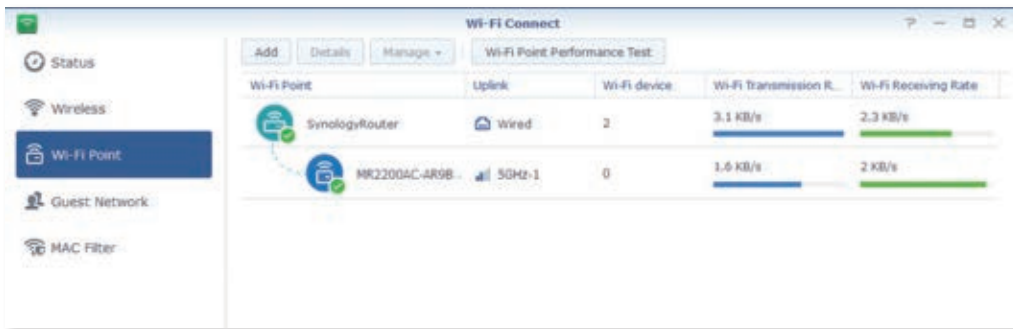 Wi-Fi Connect
? – X
Status
Wireless
Wi-Fi Point
Guest Network
MAC Filter
Add Details Manage Wi-Fi Point Performance Test
Wi-Fi Point Uplink Wi-Fi device Wi-Fi Transmission R... Wi-Fi Receiving Rate
SynologyRouter Wired 2 3.1 KB/s 2.3 KB/s
MR2200AC-AR9B... 5GHz-1 0 1.6 KB/s 2 KB/s